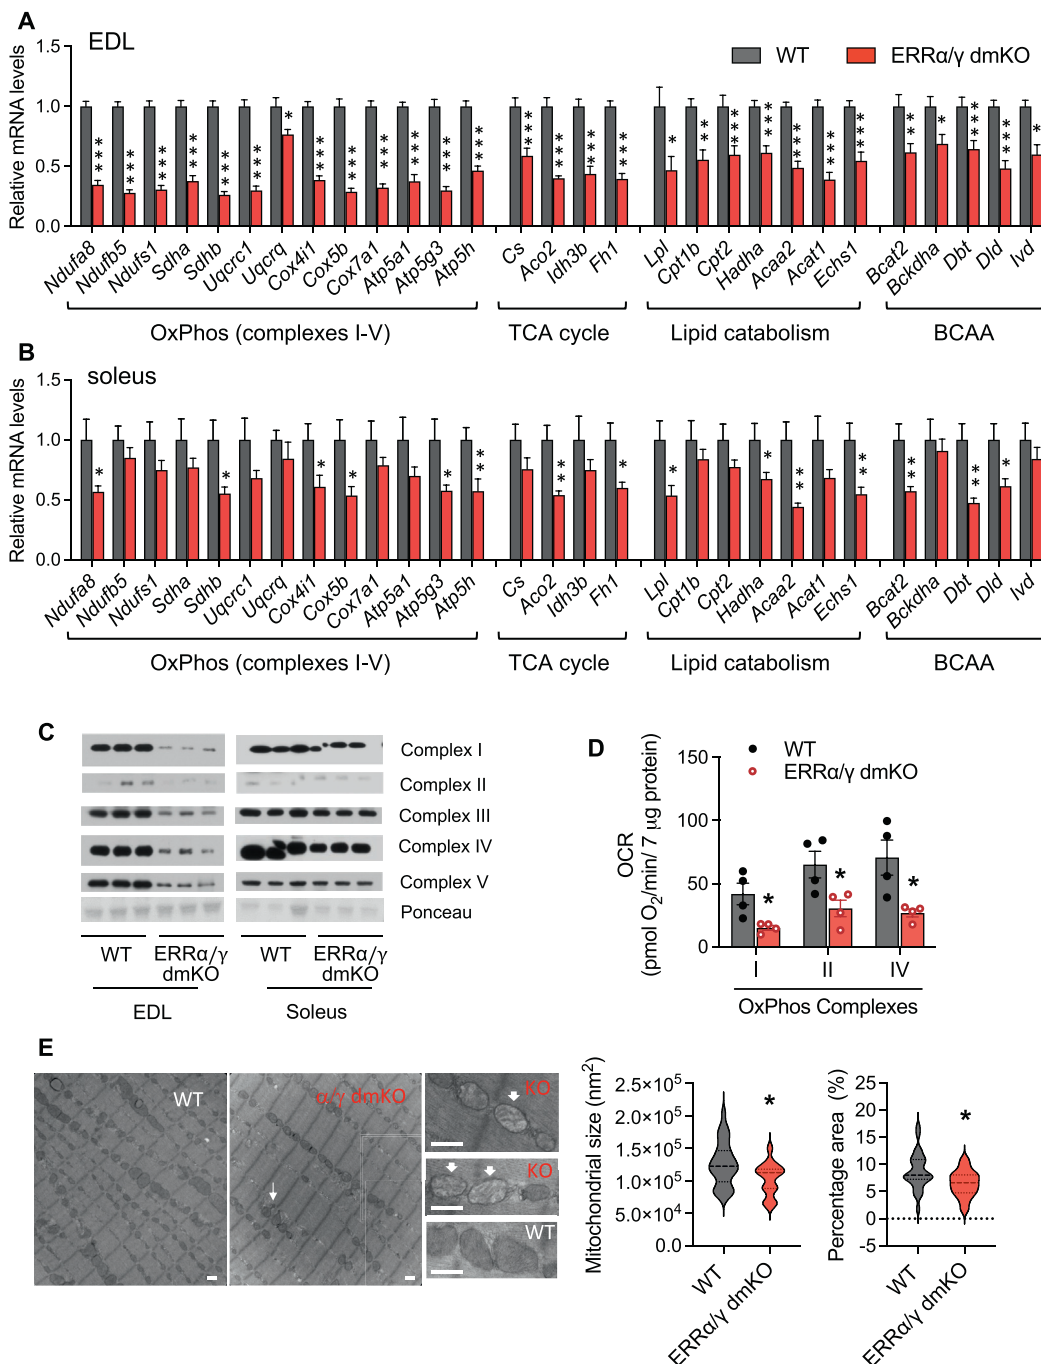 A
EDL
WT
ERRα/γ dmKO
Relative mRNA levels
1.5
1.0
0.5
0.0
*** *** *** *** *** *** * *** *** *** *** *** *** *** *** *** *** * ** *** *** *** *** *** ** * *** *** *
Ndufa8 Ndufb5 Ndufs1 Sdha Sdhb Uqcrc1 Uqcrq Cox4i1 Cox5b Cox7a1 Atp5a1 Atp5g3 Atp5h Cs Aco2 Idh3b Fh1 Lpl Cpt1b Cpt2 Hadha Acaa2 Acat1 Echs1 Bcat2 Bckdha Dbt Dld Ivd
OxPhos (complexes I-V) TCA cycle Lipid catabolism BCAA
B
soleus
Relative mRNA levels
1.5
1.0
0.5
0.0
* * * * * ** ** * * * ** ** ** ** *
Ndufa8 Ndufb5 Ndufs1 Sdha Sdhb Uqcrc1 Uqcrq Cox4i1 Cox5b Cox7a1 Atp5a1 Atp5g3 Atp5h Cs Aco2 Idh3b Fh1 Lpl Cpt1b Cpt2 Hadha Acaa2 Acat1 Echs1 Bcat2 Bckdha Dbt Dld Ivd
OxPhos (complexes I-V) TCA cycle Lipid catabolism BCAA
C
Complex I
Complex II
Complex III
Complex IV
Complex V
Ponceau
WT ERRα/γ dmKO WT ERRα/γ dmKO
EDL Soleus
D
WT
ERRα/γ dmKO
OCR
(pmol O2/min/ 7 µg protein)
150
100
50
0
* * *
I II IV
OxPhos Complexes
E
WT
α/γ dmKO
KO
KO
WT
Mitochondrial size (nm²)
2.5×10⁵
2.0×10⁵
1.5×10⁵
1.0×10⁵
5.0×10⁴
0.0
*
WT
ERRα/γ dmKO
Percentage area (%)
25
20
15
10
5
0
-5
*
WT
ERRα/γ dmKO